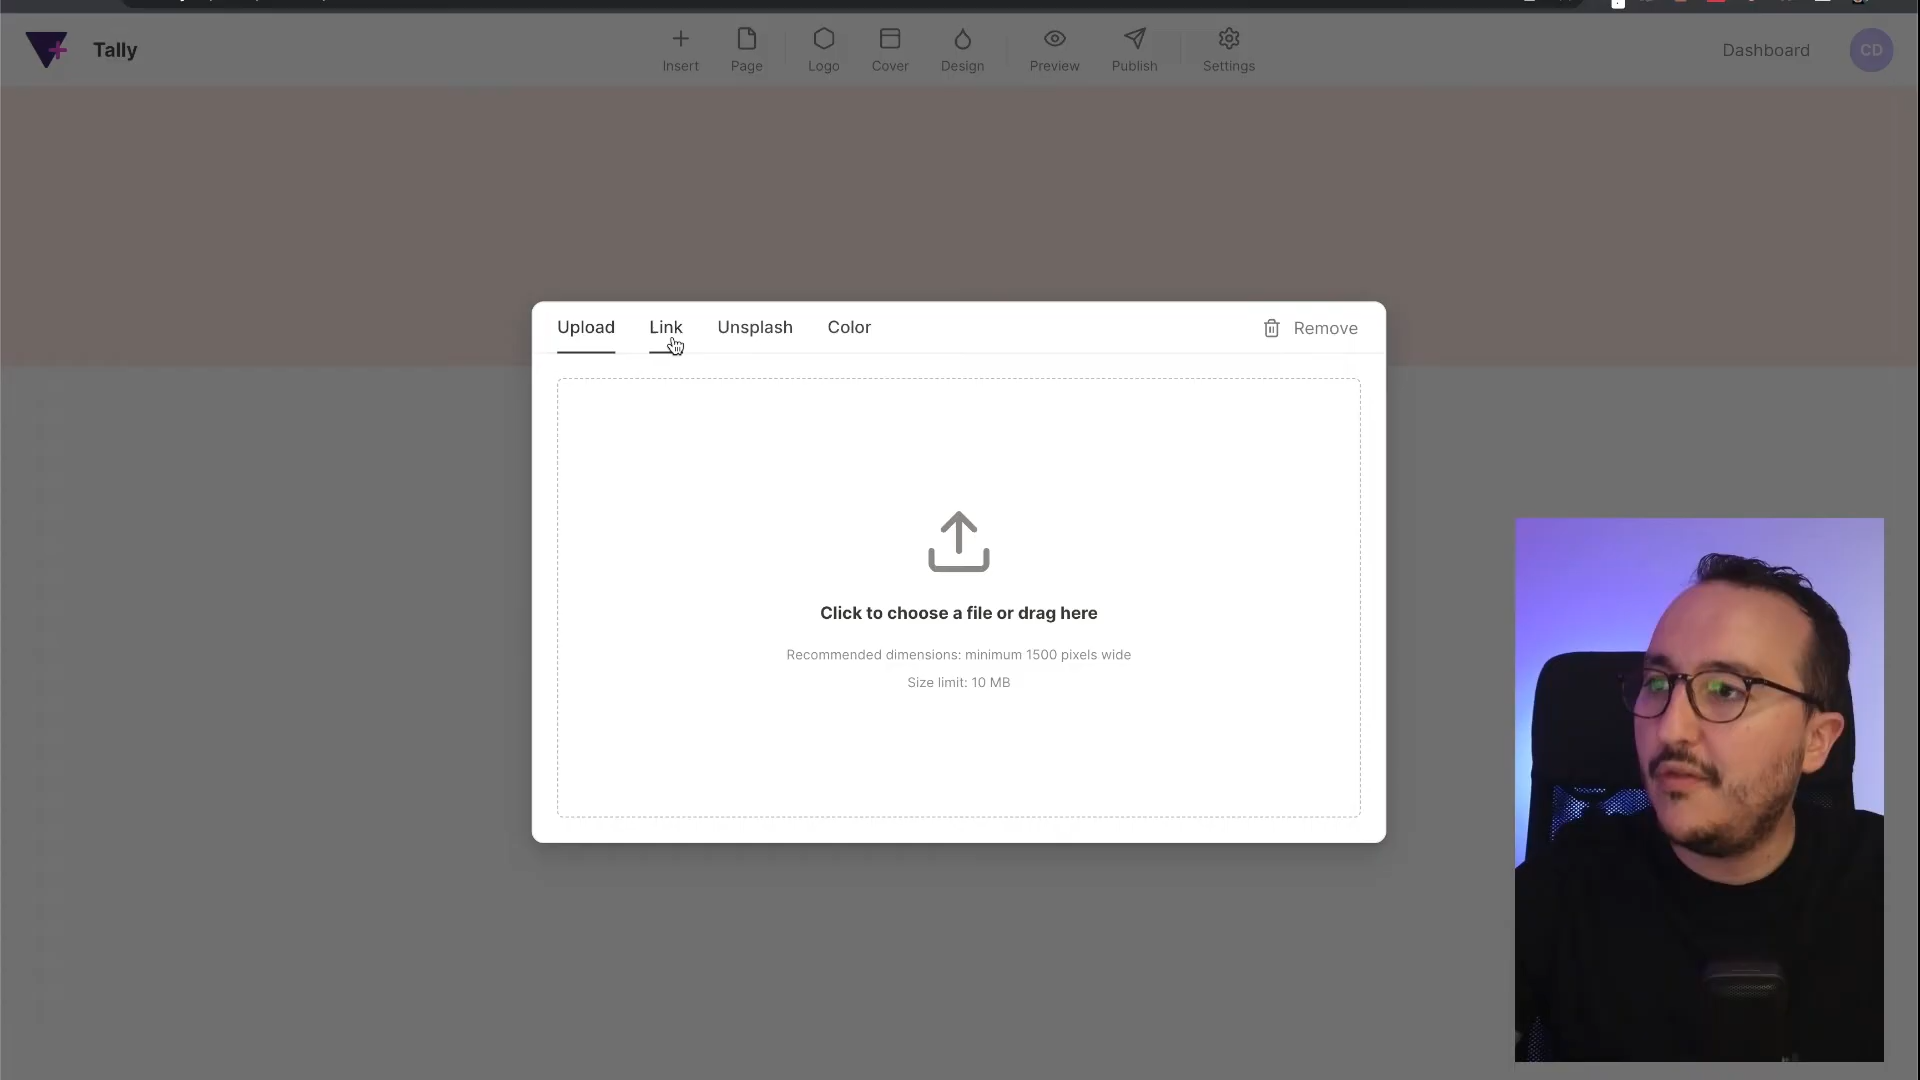 Tally
Insert
Page
Logo
Cover
Design
Preview
Publish
Settings
Dashboard
CD
Upload
Link
Unsplash
Color
Remove
Click to choose a file or drag here
Recommended dimensions: minimum 1500 pixels wide
Size limit: 10 MB